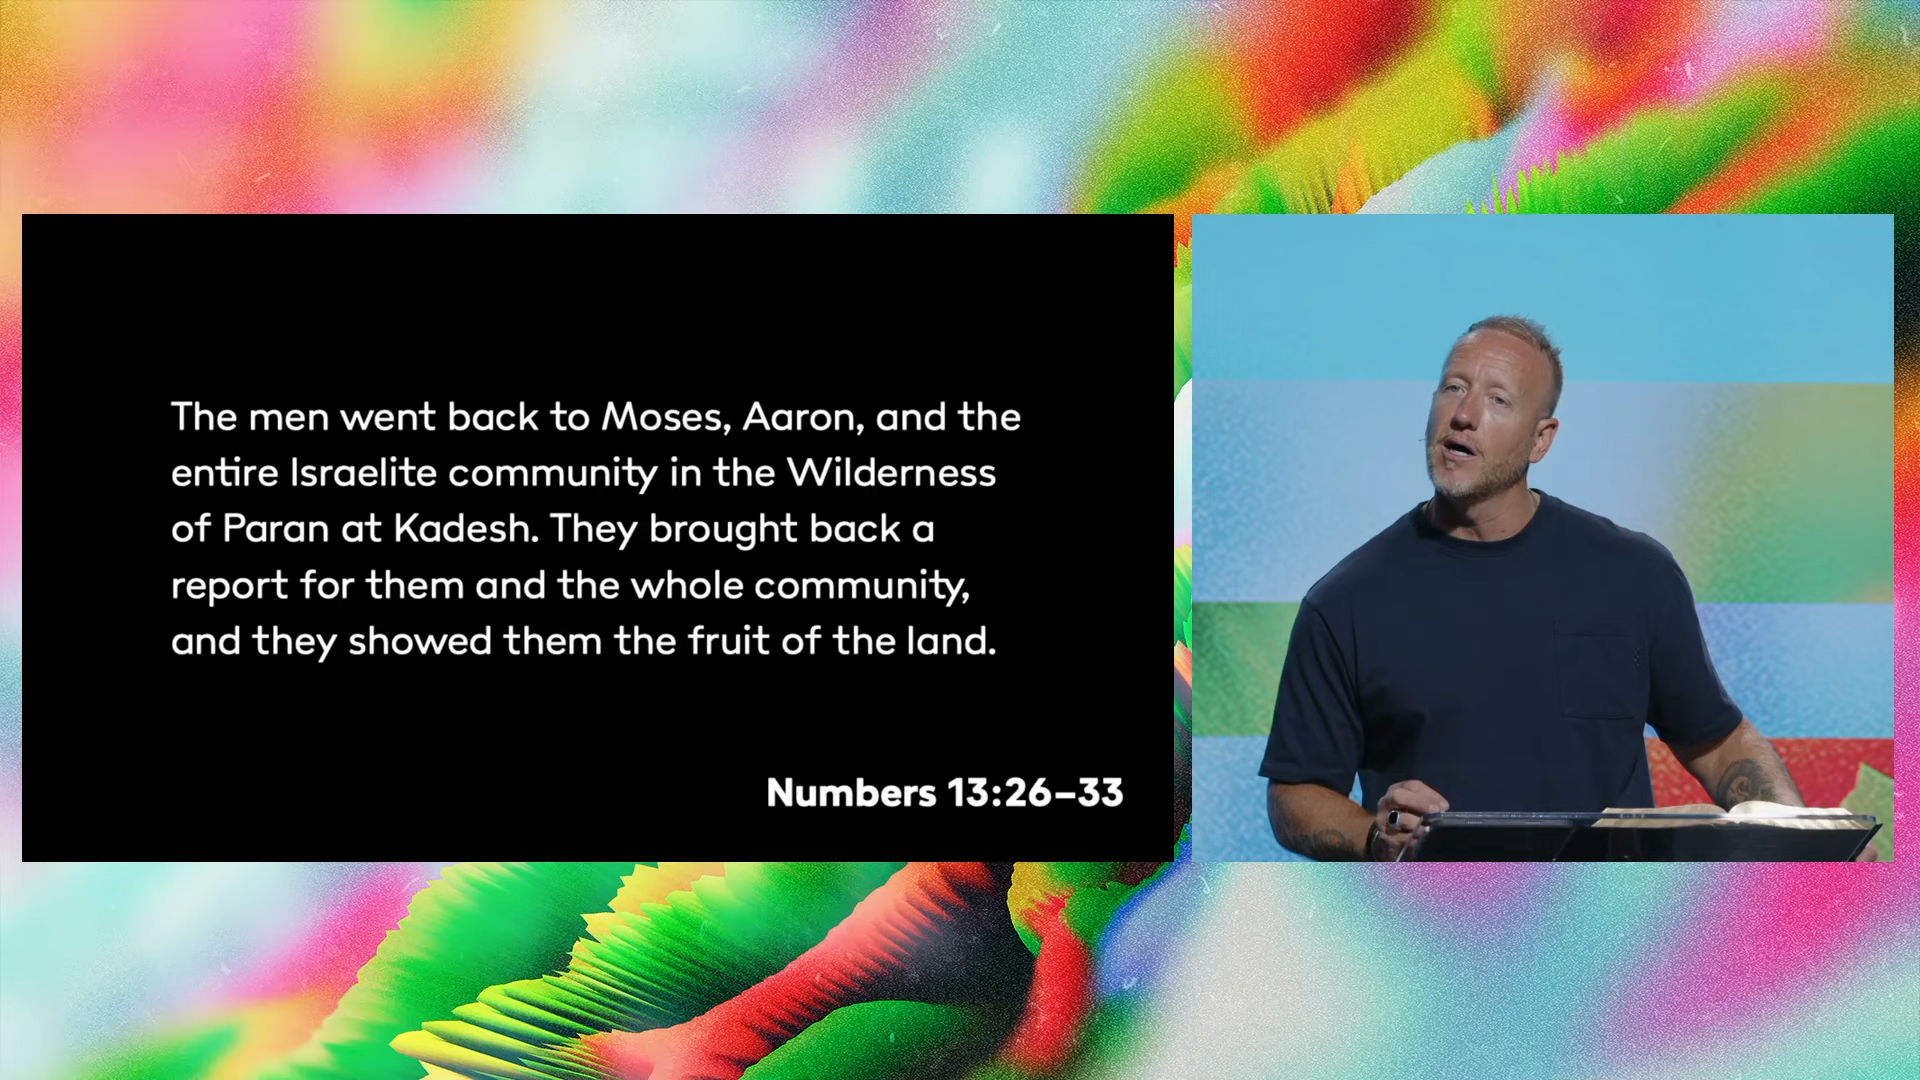 The men went back to Moses, Aaron, and the
entire Israelite community in the Wilderness
of Paran at Kadesh. They brought back a
report for them and the whole community,
and they showed them the fruit of the land.
Numbers 13:26–33